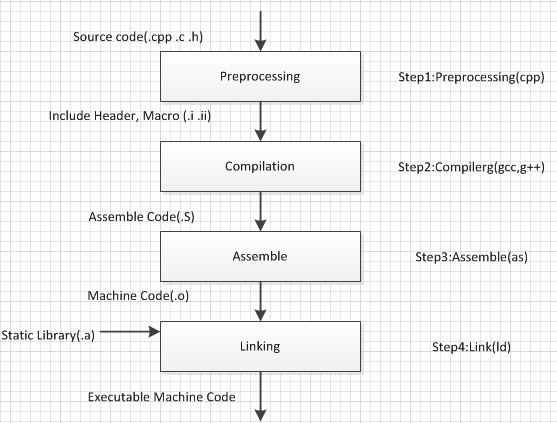 Source code(.cpp .c .h)
Preprocessing
Step1:Preprocessing(cpp)
Include Header, Macro (.i .ii)
Compilation
Step2:Compilerg(gcc,g++)
Assemble Code(.S)
Assemble
Step3:Assemble(as)
Machine Code(.o)
Static Library(.a)
Linking
Step4:Link(ld)
Executable Machine Code